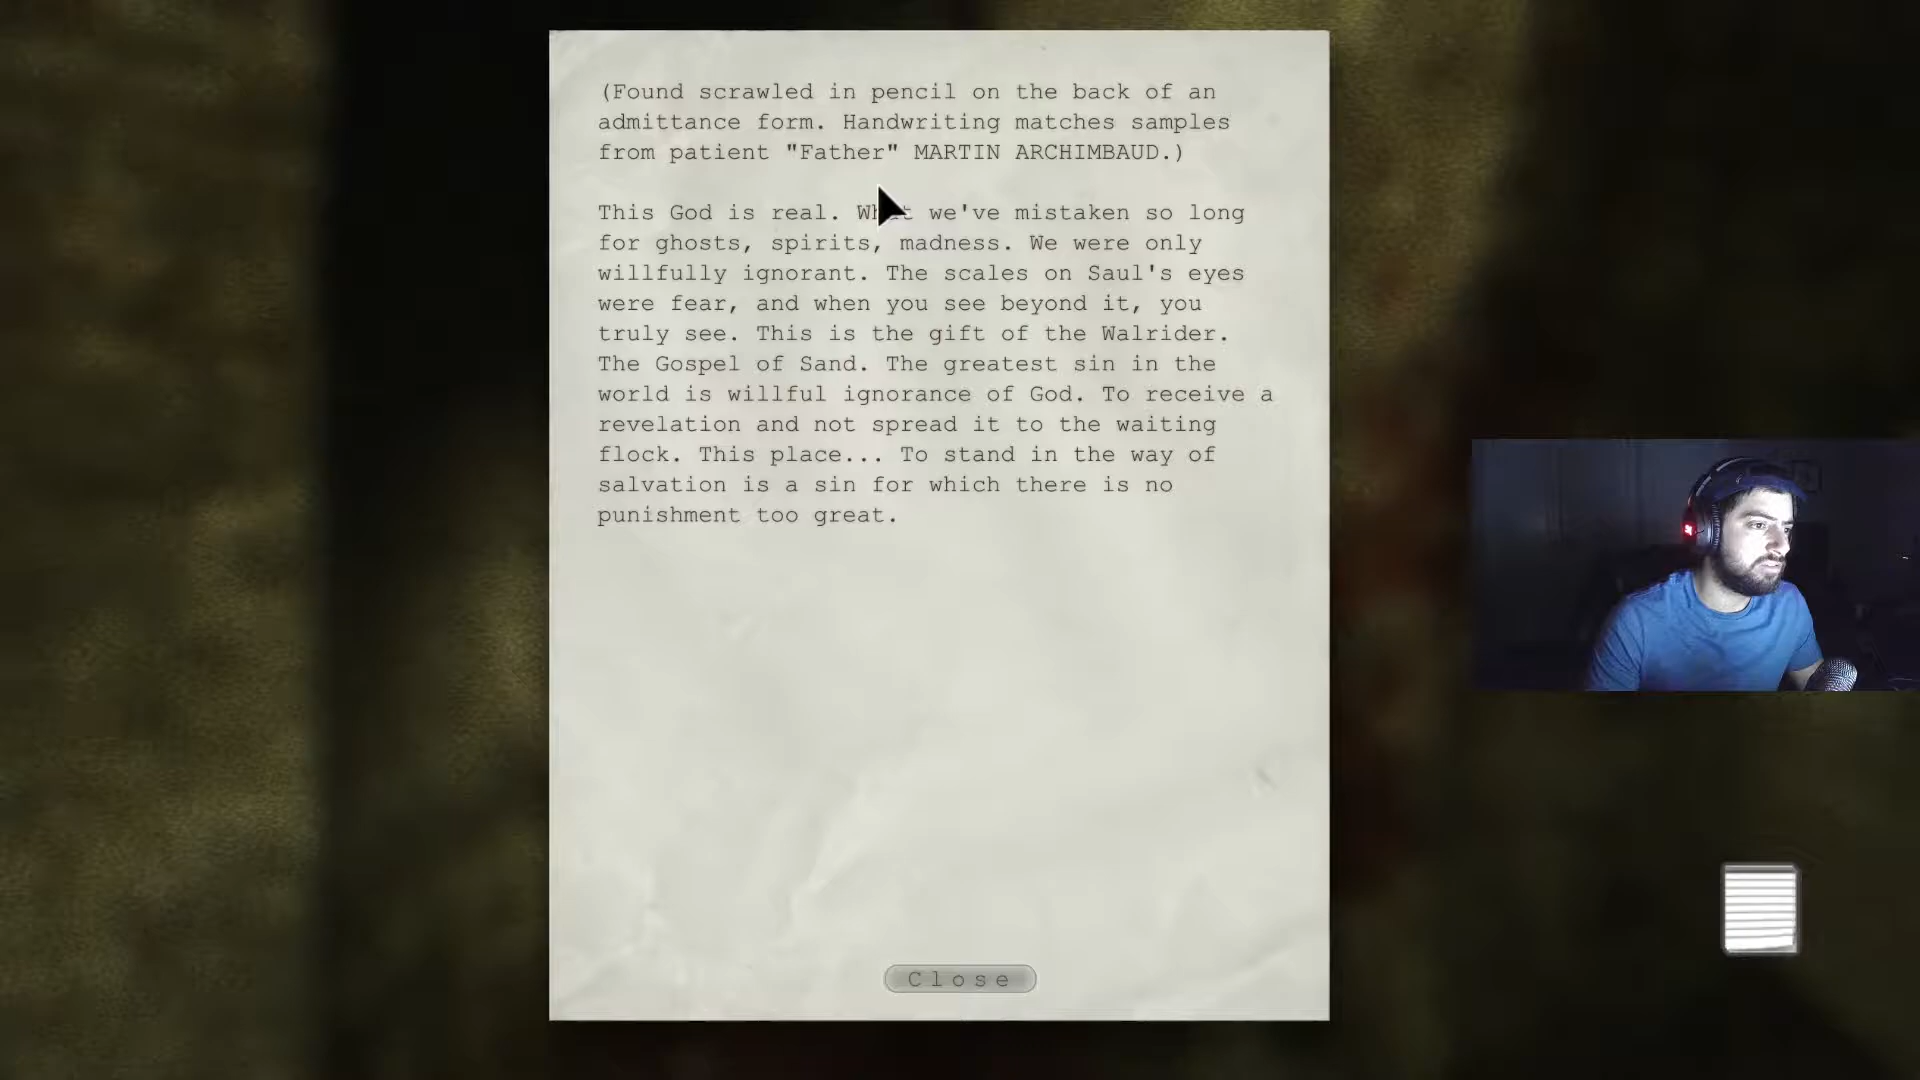 (Found scrawled in pencil on the back of an
admittance form. Handwriting matches samples
from patient "Father" MARTIN ARCHIMBAUD.)
This God is real. What we've mistaken so long
for ghosts, spirits, madness. We were only
willfully ignorant. The scales on Saul's eyes
were fear, and when you see beyond it, you
truly see. This is the gift of the Walrider.
The Gospel of Sand. The greatest sin in the
world is willful ignorance of God. To receive a
revelation and not spread it to the waiting
flock. This place... To stand in the way of
salvation is a sin for which there is no
punishment too great.
Close